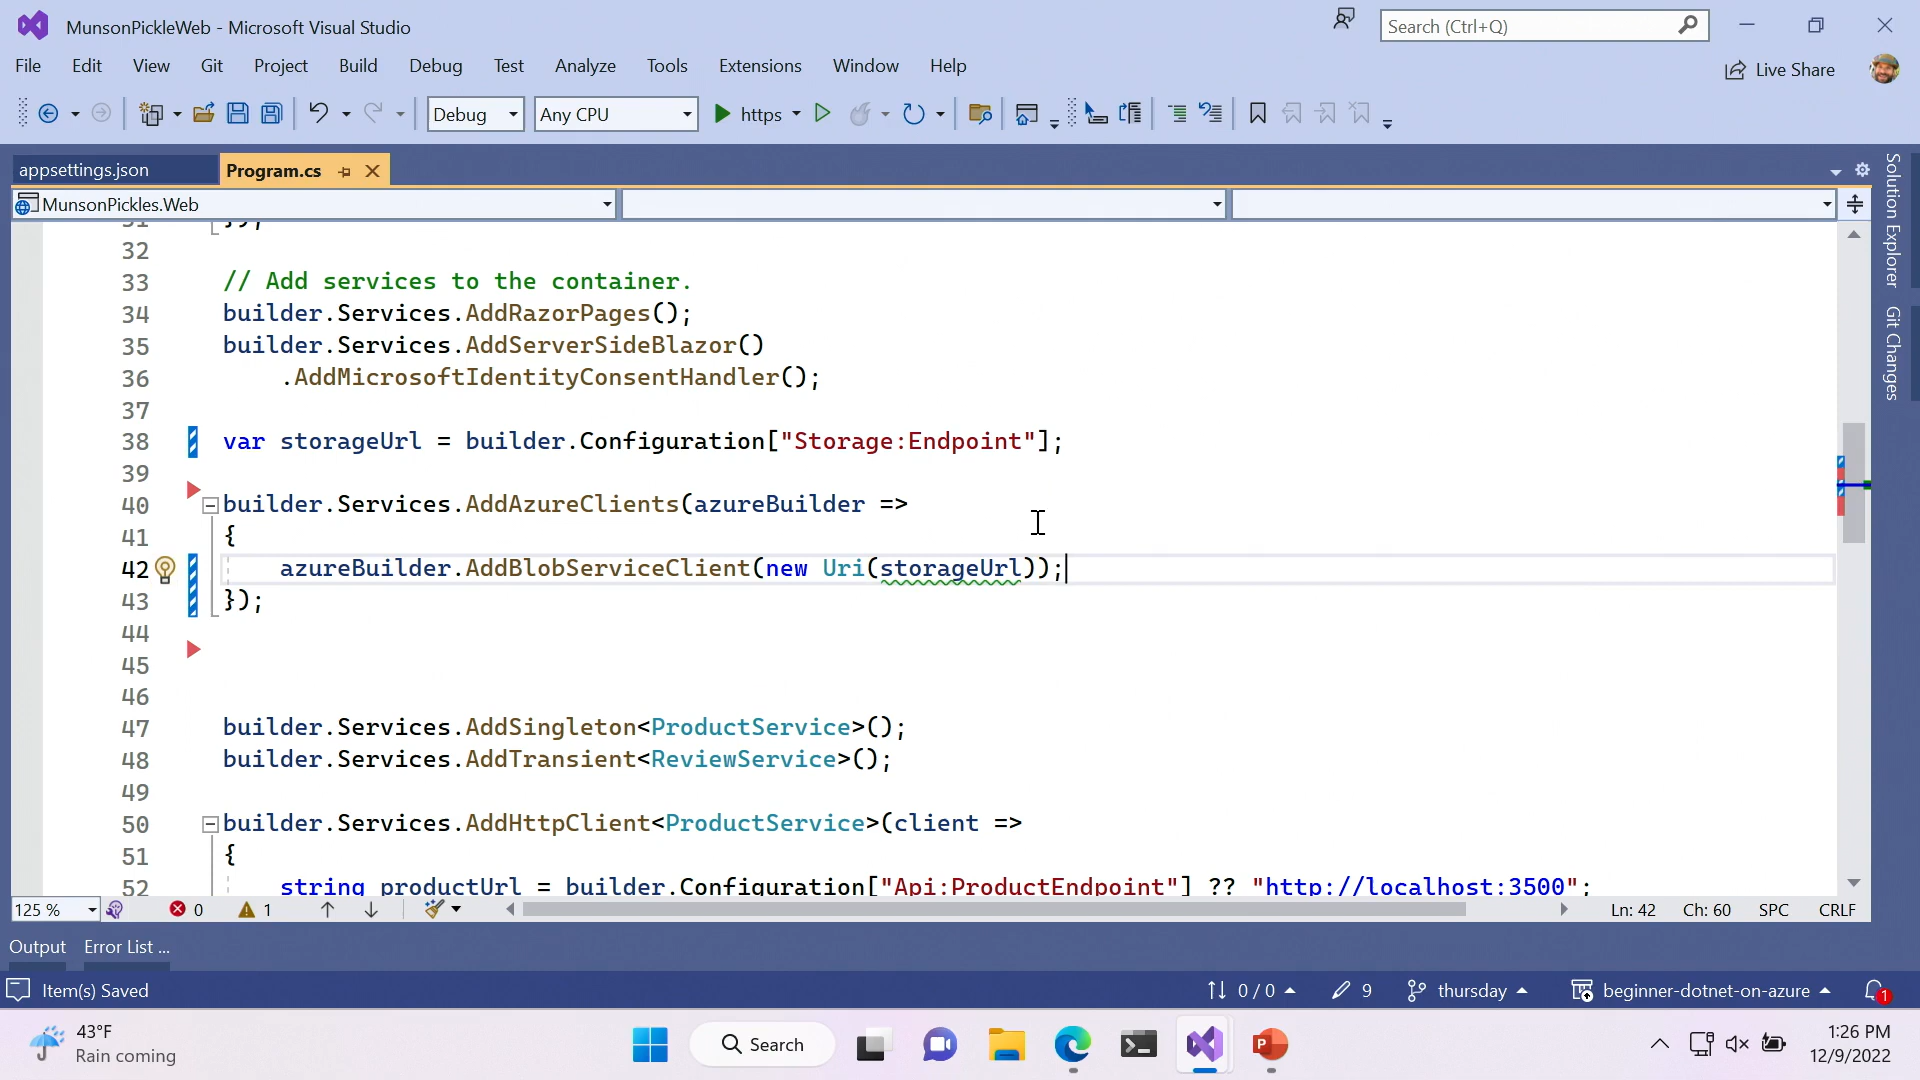 MunsonPickleWeb - Microsoft Visual Studio
Search (Ctrl+Q)
File Edit View Git Project Build Debug Test Analyze Tools Extensions Window Help
Live Share
Debug Any CPU https
appsettings.json Program.cs
MunsonPickles.Web
Solution Explorer
Git Changes
31 });
32
33 // Add services to the container.
34 builder.Services.AddRazorPages();
35 builder.Services.AddServerSideBlazor()
36 .AddMicrosoftIdentityConsentHandler();
37
38 var storageUrl = builder.Configuration["Storage:Endpoint"];
39
40 builder.Services.AddAzureClients(azureBuilder =>
41 {
42 azureBuilder.AddBlobServiceClient(new Uri(storageUrl));
43 });
44
45
46
47 builder.Services.AddSingleton<ProductService>();
48 builder.Services.AddTransient<ReviewService>();
49
50 builder.Services.AddHttpClient<ProductService>(client =>
51 {
52 string productUrl = builder.Configuration["Api:ProductEndpoint"] ?? "http://localhost:3500";
125 % 0 1 Ln: 42 Ch: 60 SPC CRLF
Output Error List ...
Item(s) Saved 0 / 0 9 thursday beginner-dotnet-on-azure 1
43°F
Rain coming
Search
1:26 PM
12/9/2022